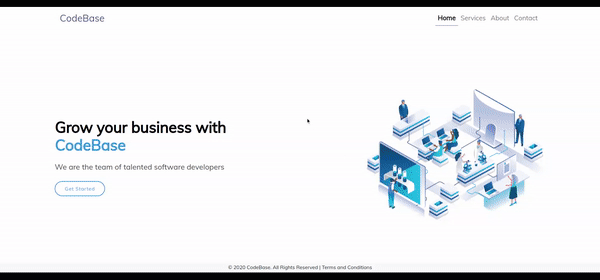 CodeBase
Home Services About Contact
Grow your business with
CodeBase
We are the team of talented software developers
Get Started
© 2020 CodeBase. All Rights Reserved | Terms and Conditions